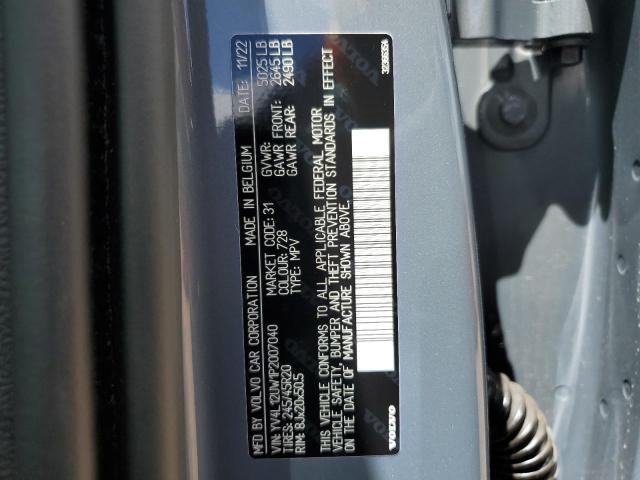 MFD BY VOLVO CAR CORPORATION MADE IN BELGIUM DATE: 11/22
VIN: YV4L12UW1P2007040 MARKET CODE: 31 GVWR: 5025 LB
TIRES: 245/45R20 COLOUR: 728 GAWR FRONT: 2645 LB
RIM: 8Jx20x50.5 TYPE: MPV GAWR REAR: 2490 LB
THIS VEHICLE CONFORMS TO ALL APPLICABLE FEDERAL MOTOR
VEHICLE SAFETY, BUMPER AND THEFT PREVENTION STANDARDS IN EFFECT
ON THE DATE OF MANUFACTURE SHOWN ABOVE.
VOLVO